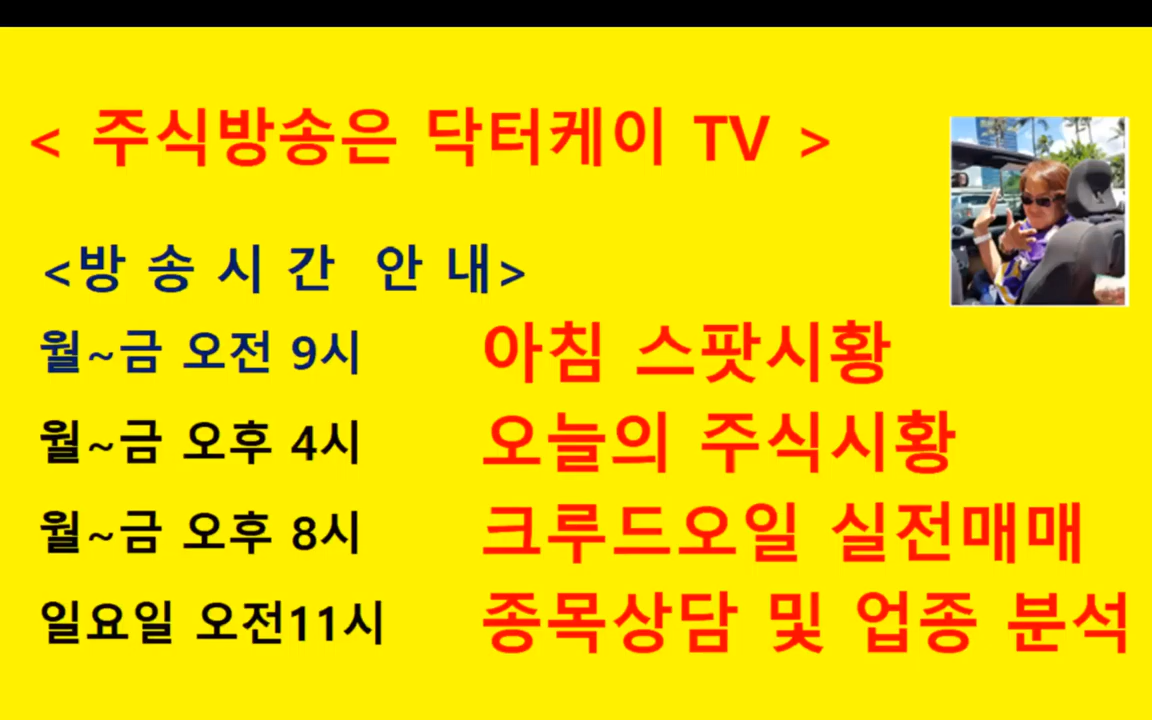 < 주식방송은 닥터케이 TV >
<방 송 시 간 안 내>
월~금 오전 9시 아침 스팟시황
월~금 오후 4시 오늘의 주식시황
월~금 오후 8시 크루드오일 실전매매
일요일 오전11시 종목상담 및 업종 분석